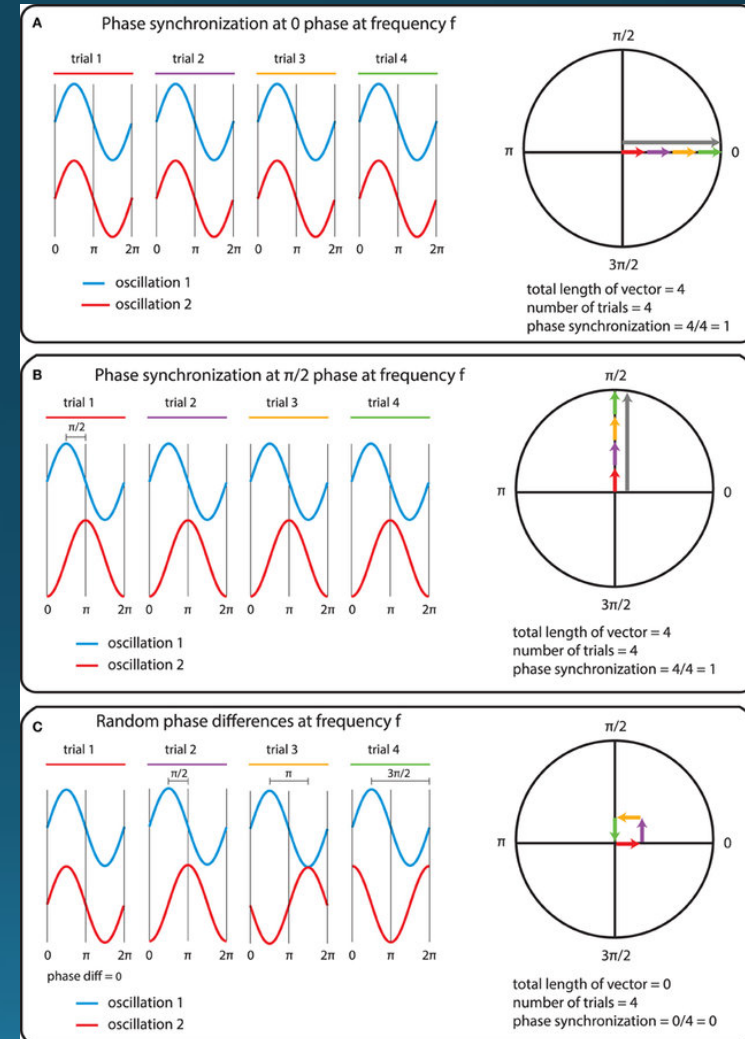 A Phase synchronization at 0 phase at frequency f
trial 1 trial 2 trial 3 trial 4
0 π 2π 0 π 2π 0 π 2π 0 π 2π
oscillation 1
oscillation 2
π/2
π 0
3π/2
total length of vector = 4
number of trials = 4
phase synchronization = 4/4 = 1
B Phase synchronization at π/2 phase at frequency f
trial 1 trial 2 trial 3 trial 4
π/2
0 π 2π 0 π 2π 0 π 2π 0 π 2π
oscillation 1
oscillation 2
π/2
π 0
3π/2
total length of vector = 4
number of trials = 4
phase synchronization = 4/4 = 1
C Random phase differences at frequency f
trial 1 trial 2 trial 3 trial 4
π/2 π 3π/2
0 π 2π 0 π 2π 0 π 2π 0 π 2π
phase diff = 0
oscillation 1
oscillation 2
π/2
π 0
3π/2
total length of vector = 0
number of trials = 4
phase synchronization = 0/4 = 0